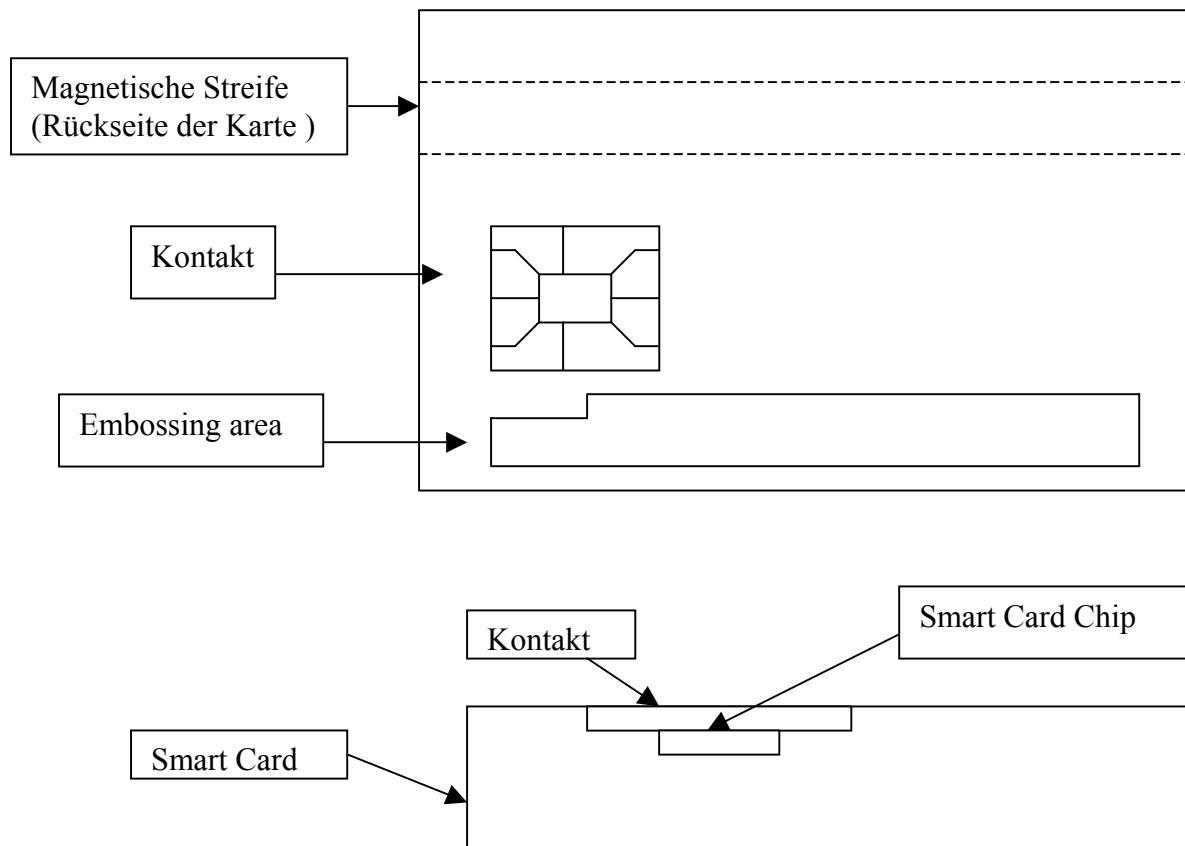 Magnetische Streife
(Rückseite der Karte )
Kontakt
Embossing area
Smart Card Chip
Kontakt
Smart Card